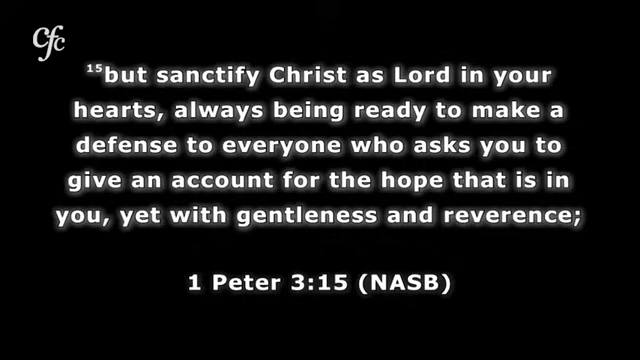 cfc
¹⁵but sanctify Christ as Lord in your
hearts, always being ready to make a
defense to everyone who asks you to
give an account for the hope that is in
you, yet with gentleness and reverence;
1 Peter 3:15 (NASB)